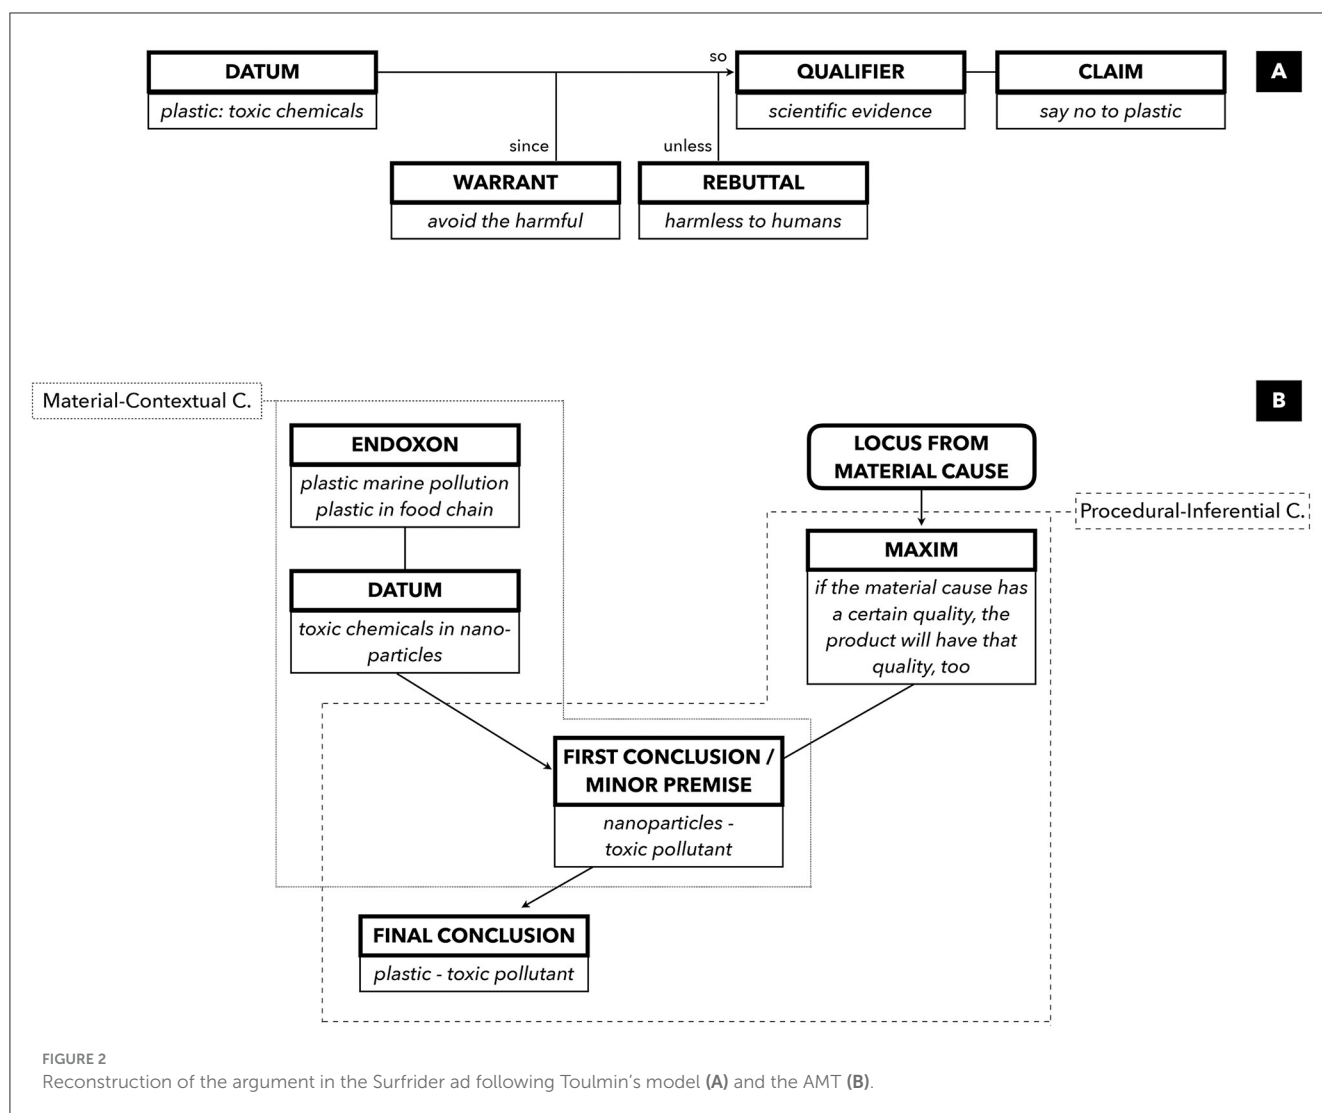 so
DATUM
QUALIFIER
CLAIM
A
plastic: toxic chemicals
scientific evidence
say no to plastic
since
unless
WARRANT
REBUTTAL
avoid the harmful
harmless to humans
Material-Contextual C.
B
ENDOXON
plastic marine pollution
plastic in food chain
DATUM
toxic chemicals in nano-
particles
LOCUS FROM
MATERIAL CAUSE
Procedural-Inferential C.
MAXIM
if the material cause has
a certain quality, the
product will have that
quality, too
FIRST CONCLUSION /
MINOR PREMISE
nanoparticles -
toxic pollutant
FINAL CONCLUSION
plastic - toxic pollutant
FIGURE 2
Reconstruction of the argument in the Surfrider ad following Toulmin's model (A) and the AMT (B).